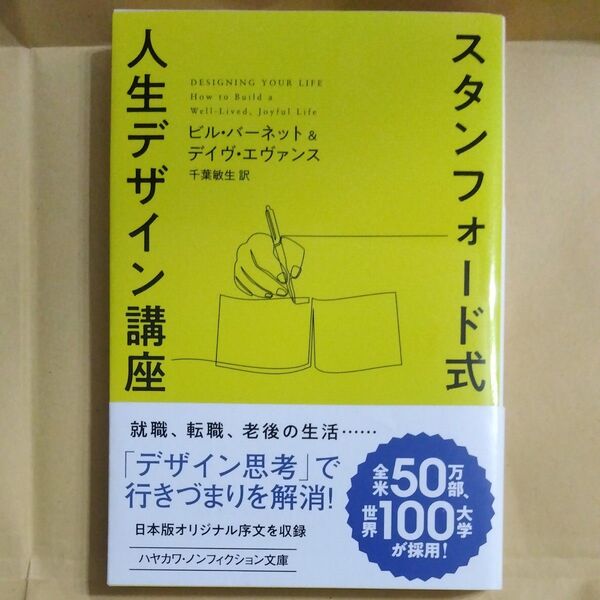 スタンフォード式
人生デザイン講座
DESIGNING YOUR LIFE
How to Build a
Well-Lived, Joyful Life
ビル・バーネット&
デイヴ・エヴァンス
千葉敏生 訳
就職、転職、老後の生活……
「デザイン思考」で
行きづまりを解消!
日本版オリジナル序文を収録
ハヤカワ・ノンフィクション文庫
全米50万部、
世界100大学
が採用!